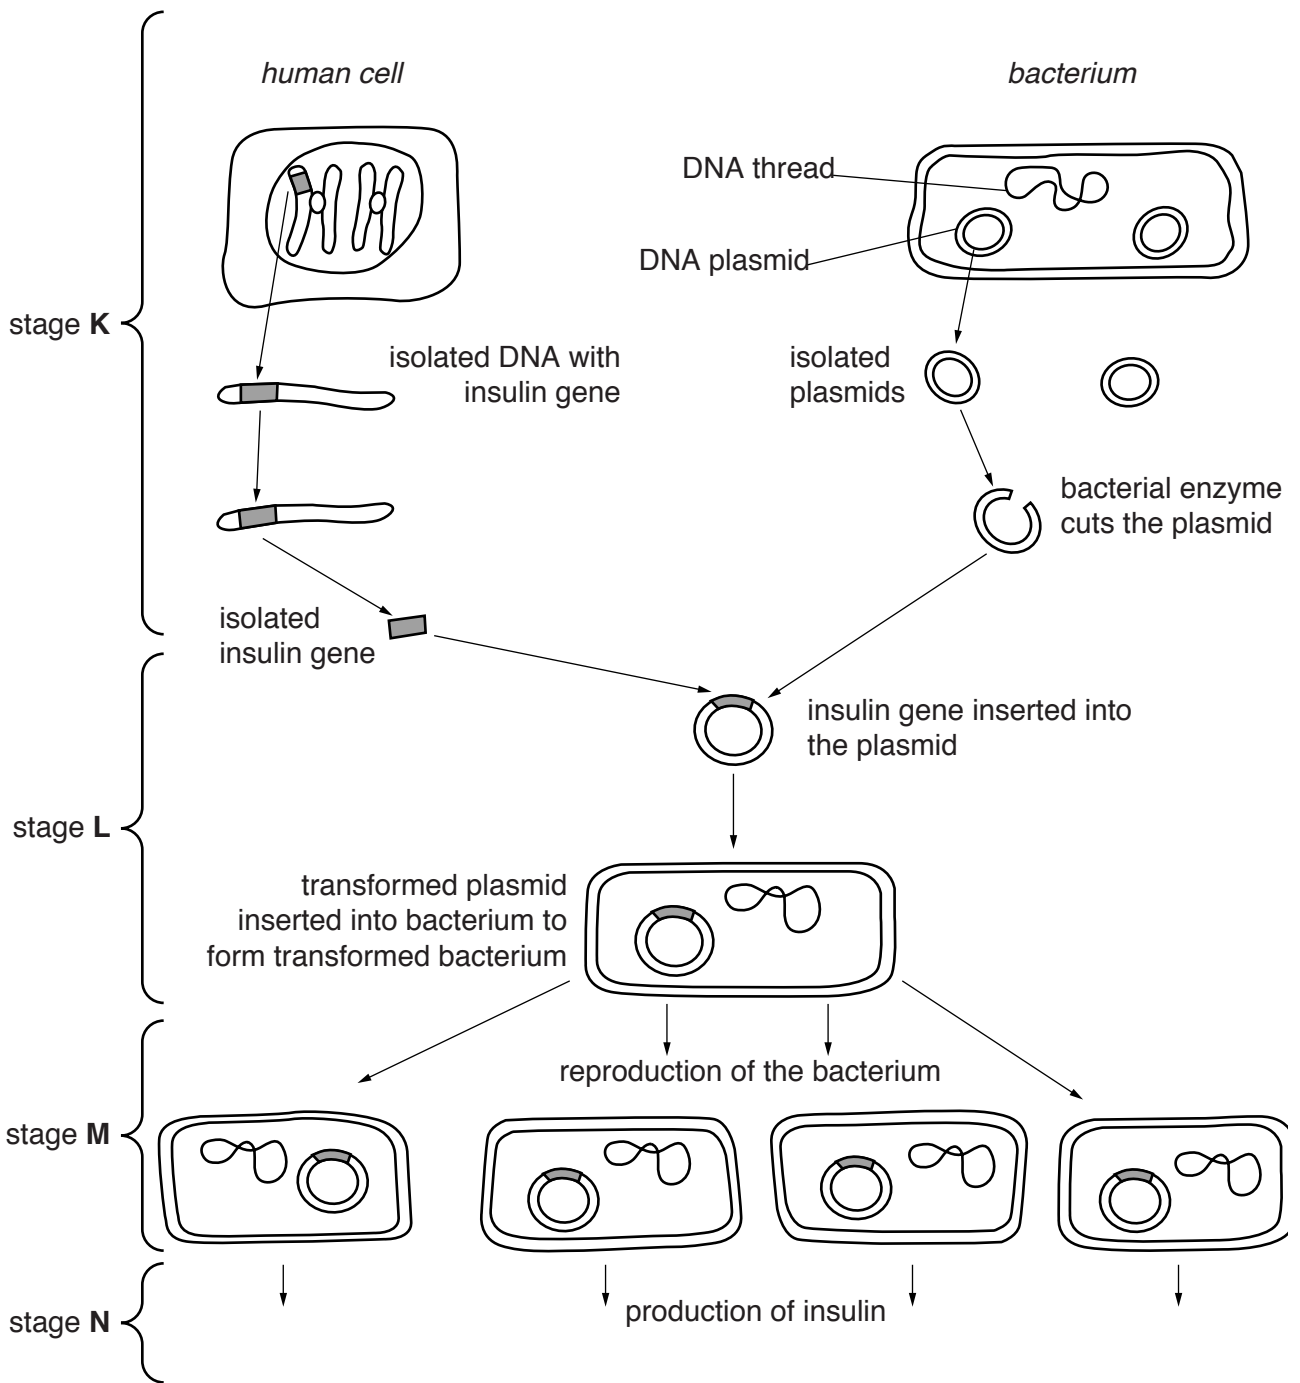 human cell
bacterium
DNA thread
DNA plasmid
stage K
isolated DNA with
insulin gene
isolated
plasmids
bacterial enzyme
cuts the plasmid
isolated
insulin gene
insulin gene inserted into
the plasmid
stage L
transformed plasmid
inserted into bacterium to
form transformed bacterium
reproduction of the bacterium
stage M
production of insulin
stage N